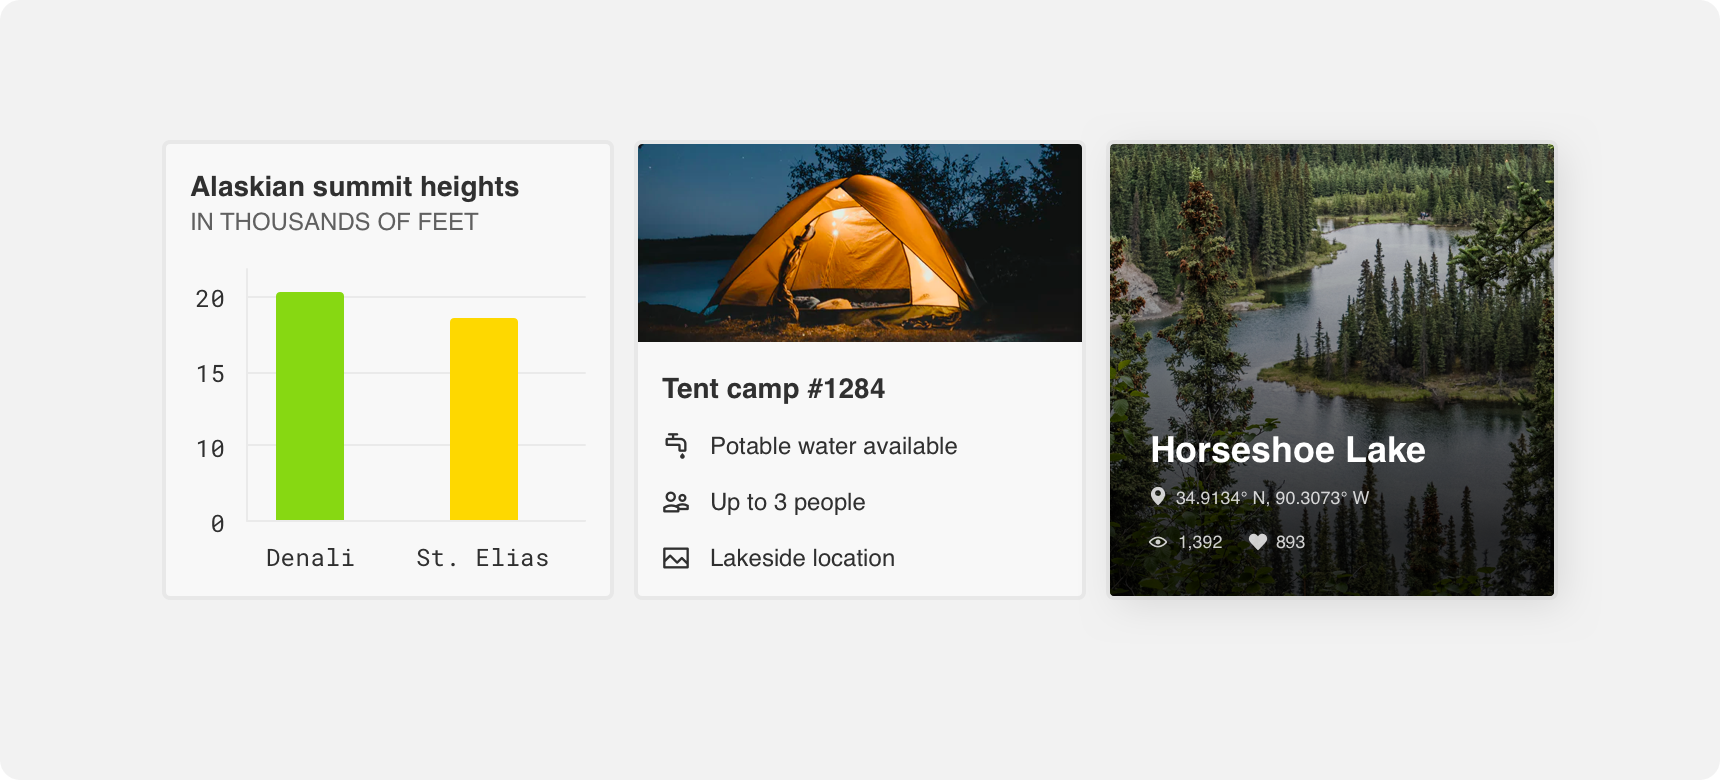 Alaskian summit heights
IN THOUSANDS OF FEET
20
15
10
0
Denali
St. Elias
Tent camp #1284
Potable water available
Up to 3 people
Lakeside location
Horseshoe Lake
34.9134° N, 90.3073° W
1,392
893